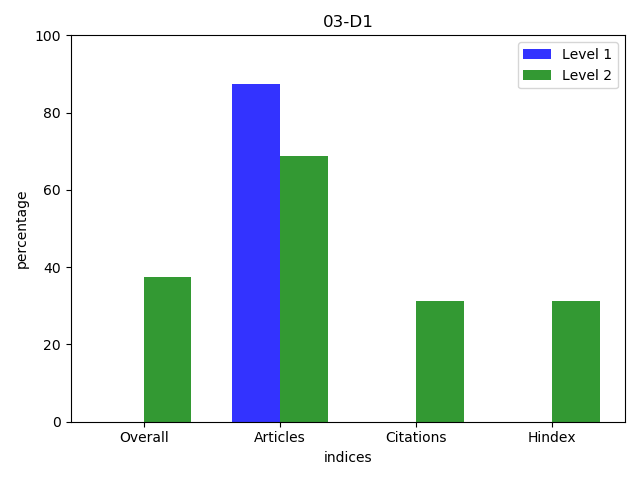 03-D1
Level 1
Level 2
percentage
100
80
60
40
20
0
Overall
Articles
Citations
Hindex
indices